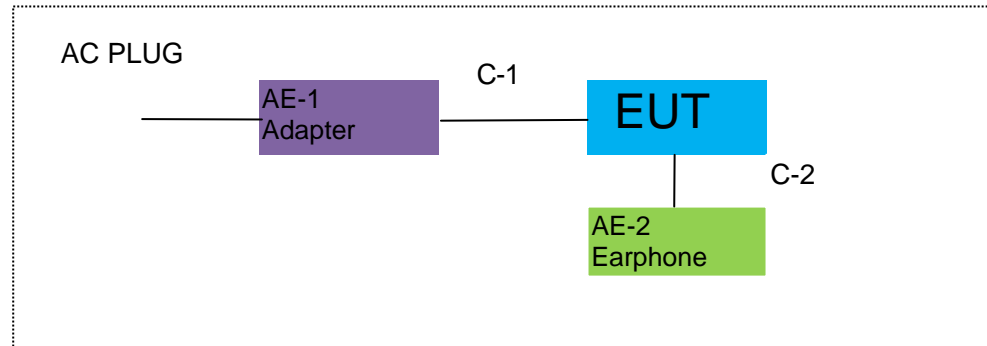 AC PLUG
C-1
AE-1
Adapter
EUT
C-2
AE-2
Earphone